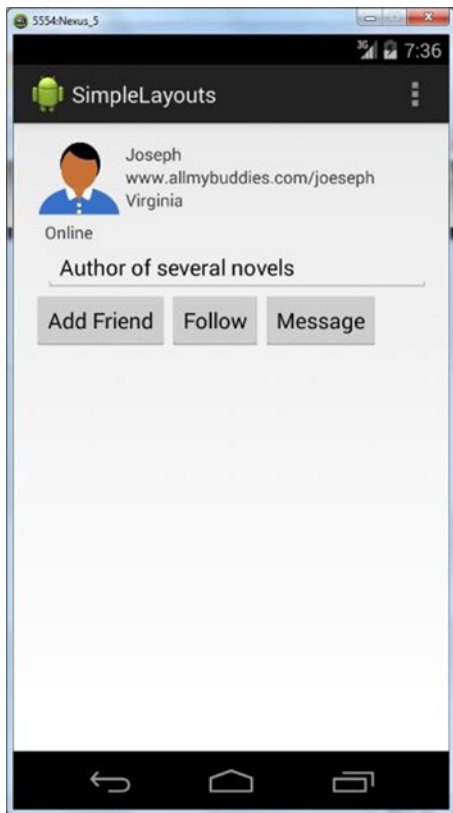 5554:Nexus_5
3G 7:36
SimpleLayouts
Joseph
www.allmybuddies.com/joeseph
Virginia
Online
Author of several novels
Add Friend Follow Message